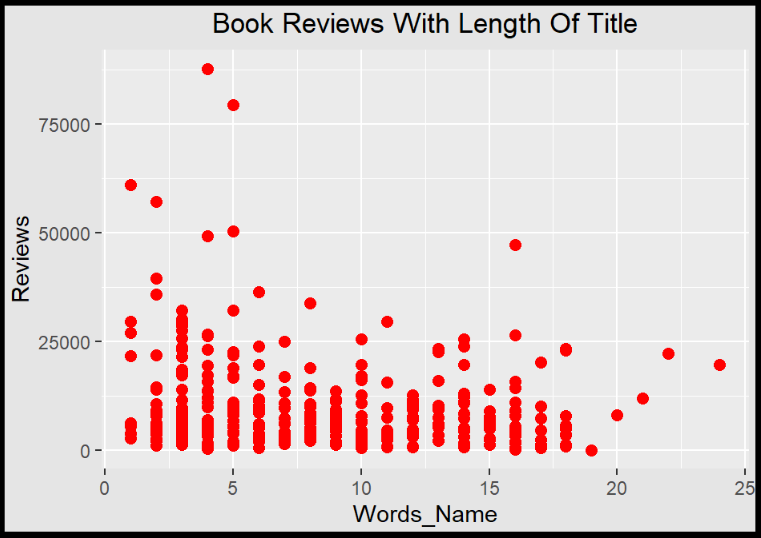 Book Reviews With Length Of Title
75000
50000
25000
0
Reviews
0 5 10 15 20 25
Words_Name